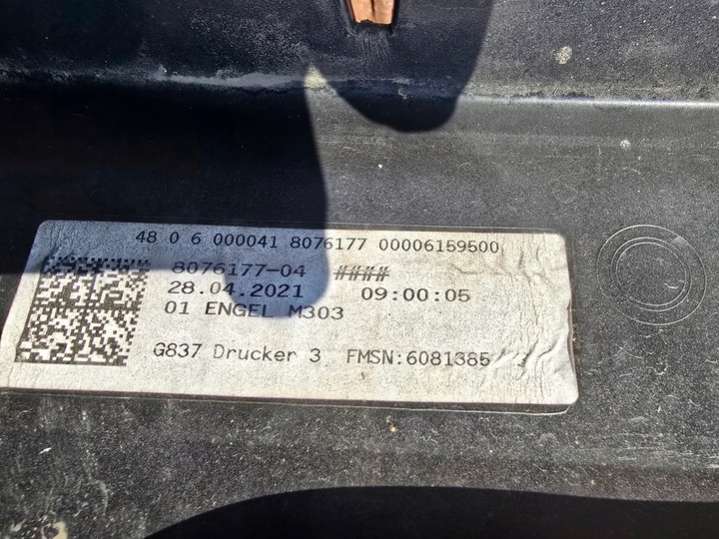 48 0 6 000041 8076177 00006159500
8076177-04 ####
28.04.2021 09:00:05
01 ENGEL M303
G837 Drucker 3 FMSN:6081385